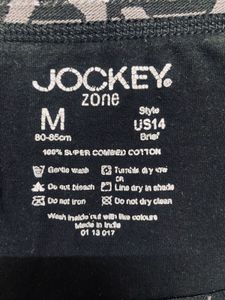 JOCKEY®
zone
M
80-85cm
Style
US14
Brief
100% SUPER COMBED COTTON
Gentle wash
Tumble dry low
OR
Do not bleach
Line dry in shade
Do not iron
Do not dry clean
Wash inside out with like colours
Made in India
01 13 017